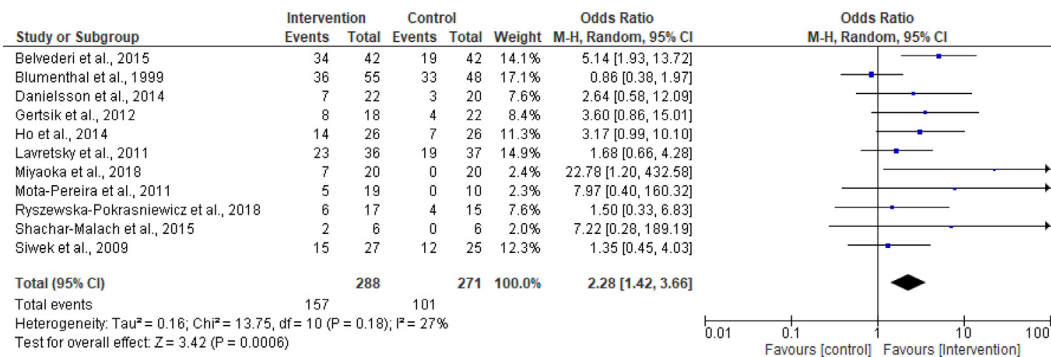 Intervention Control Odds Ratio Odds Ratio
Study or Subgroup Events Total Events Total Weight M-H, Random, 95% CI M-H, Random, 95% CI
Belvederi et al., 2015 34 42 19 42 14.1% 5.14 [1.93, 13.72]
Blumenthal et al., 1999 36 55 33 48 17.0% 0.86 [0.38, 1.97]
Danielsson et al., 2014 7 22 3 20 7.6% 2.64 [0.58, 12.09]
Gertsik et al., 2012 8 18 4 22 8.4% 3.60 [0.86, 15.01]
Ho et al., 2014 14 26 7 26 11.3% 3.17 [0.99, 10.10]
Lavretsky et al., 2011 23 36 19 37 14.9% 1.68 [0.66, 4.28]
Miyaoka et al., 2018 7 20 0 20 2.4% 22.78 [1.20, 432.58]
Mota-Pereira et al., 2011 5 19 0 10 2.3% 7.97 [0.40, 160.32]
Ryszewska-Pokrasniewicz et al., 2018 6 17 4 15 7.6% 1.50 [0.33, 6.83]
Shachar-Malach et al., 2015 2 6 0 6 2.0% 7.22 [0.28, 189.19]
Siwek et al., 2009 15 27 12 25 12.3% 1.35 [0.45, 4.03]
Total (95% CI) 288 271 100.0% 2.28 [1.42, 3.66]
Total events 157 101
Heterogeneity: Tau² = 0.16; Chi² = 13.75, df = 10 (P = 0.18); I² = 27%
Test for overall effect: Z = 3.42 (P = 0.0006)
0.01 0.1 1 10 100
Favours [control] Favours [Intervention]